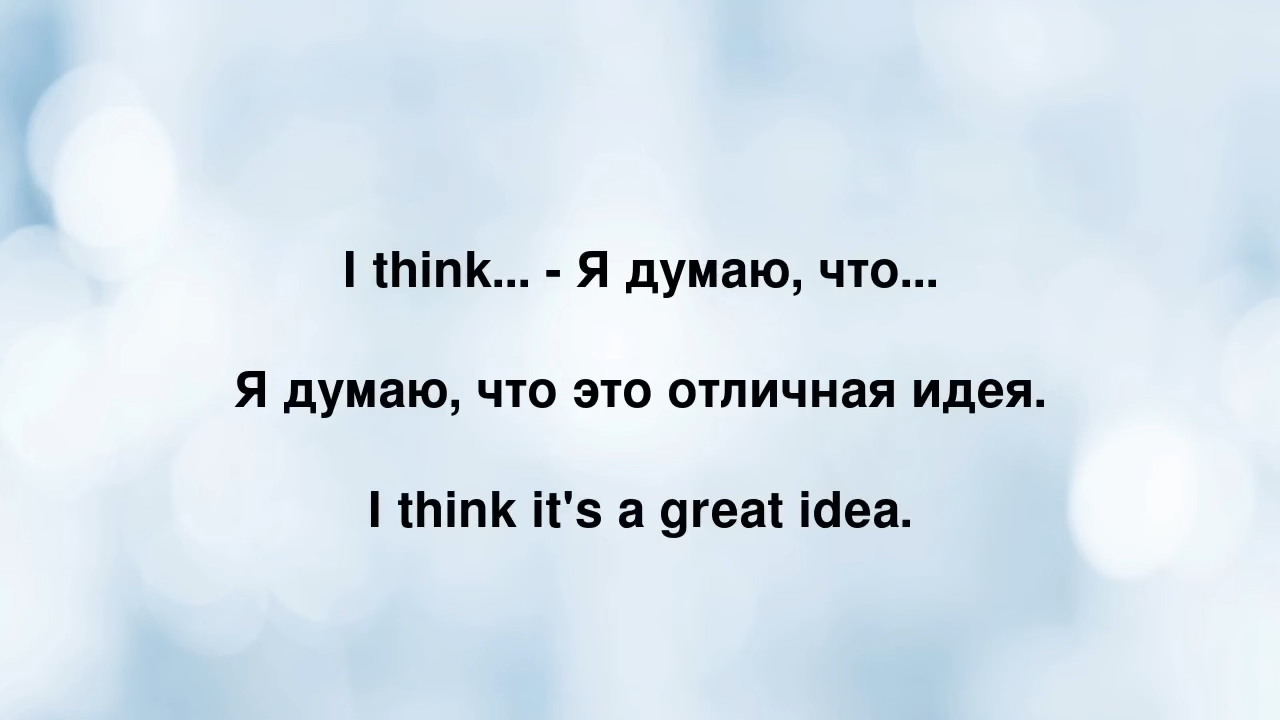 I think... - Я думаю, что...
Я думаю, что это отличная идея.
I think it's a great idea.